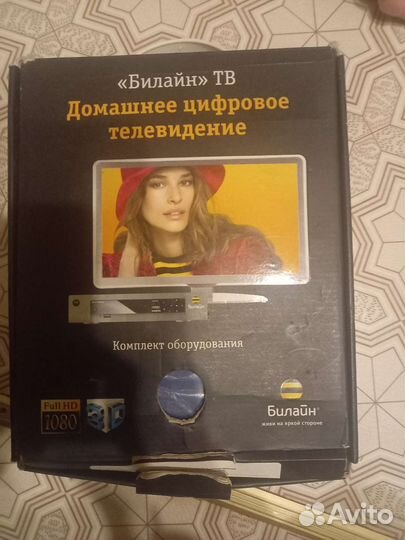 «Билайн» ТВ
Домашнее цифровое
телевидение
Комплект оборудования
Full HD
1080
3D
Билайн®
живи на яркой стороне
Avito